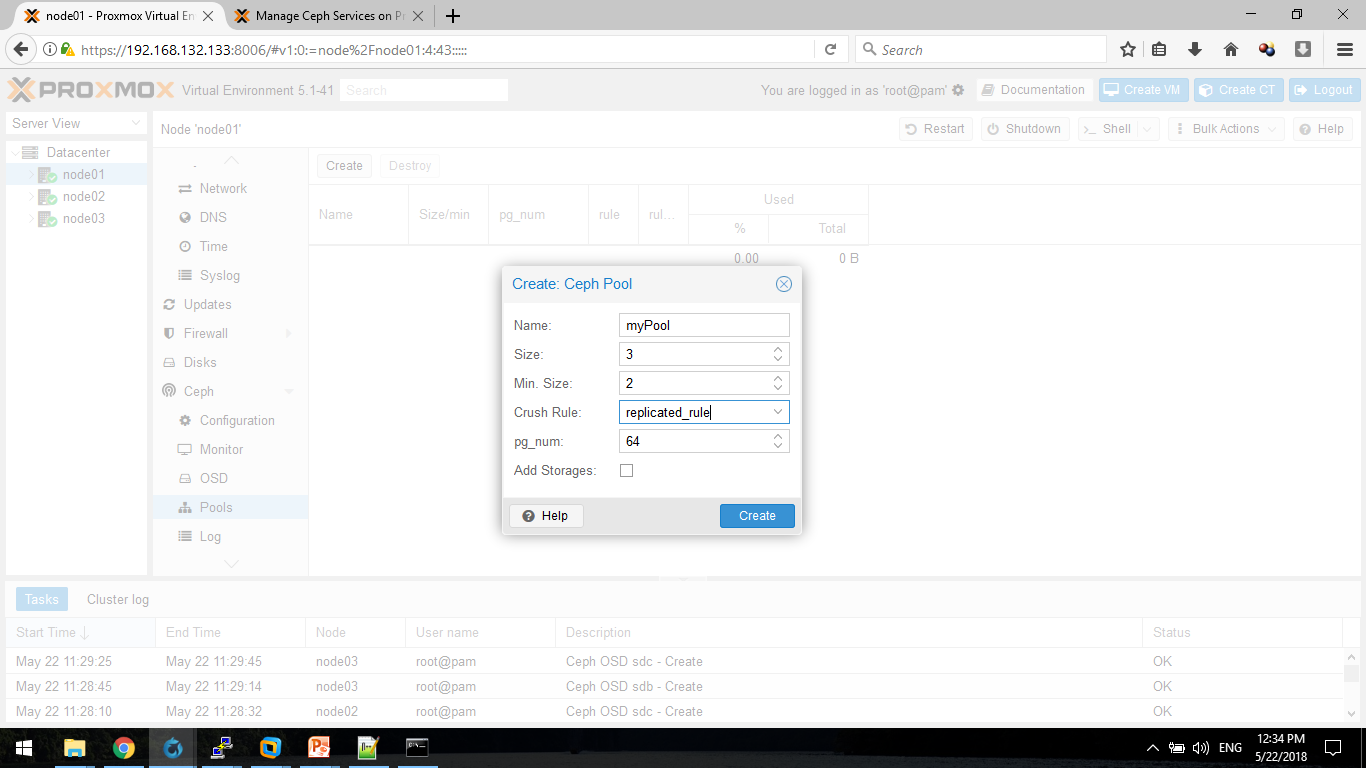 node01 - Proxmox Virtual En
Manage Ceph Services on Pr
https://192.168.132.133:8006/#v1:0:=node%2Fnode01:4:43:::::
Search
PROXMOX Virtual Environment 5.1-41 Search
You are logged in as 'root@pam' Documentation Create VM Create CT Logout
Server View
Node 'node01' Restart Shutdown Shell Bulk Actions Help
Datacenter
node01
node02
node03
Network
DNS
Time
Syslog
Updates
Firewall
Disks
Ceph
Configuration
Monitor
OSD
Pools
Log
Create Destroy
Name Size/min pg_num rule rul... Used
% Total
0.00 0 B
Create: Ceph Pool
Name: myPool
Size: 3
Min. Size: 2
Crush Rule: replicated_rule
pg_num: 64
Add Storages:
Help Create
Tasks Cluster log
Start Time End Time Node User name Description Status
May 22 11:29:25 May 22 11:29:45 node03 root@pam Ceph OSD sdc - Create OK
May 22 11:28:45 May 22 11:29:14 node03 root@pam Ceph OSD sdb - Create OK
May 22 11:28:10 May 22 11:28:32 node02 root@pam Ceph OSD sdc - Create OK
ENG
12:34 PM
5/22/2018